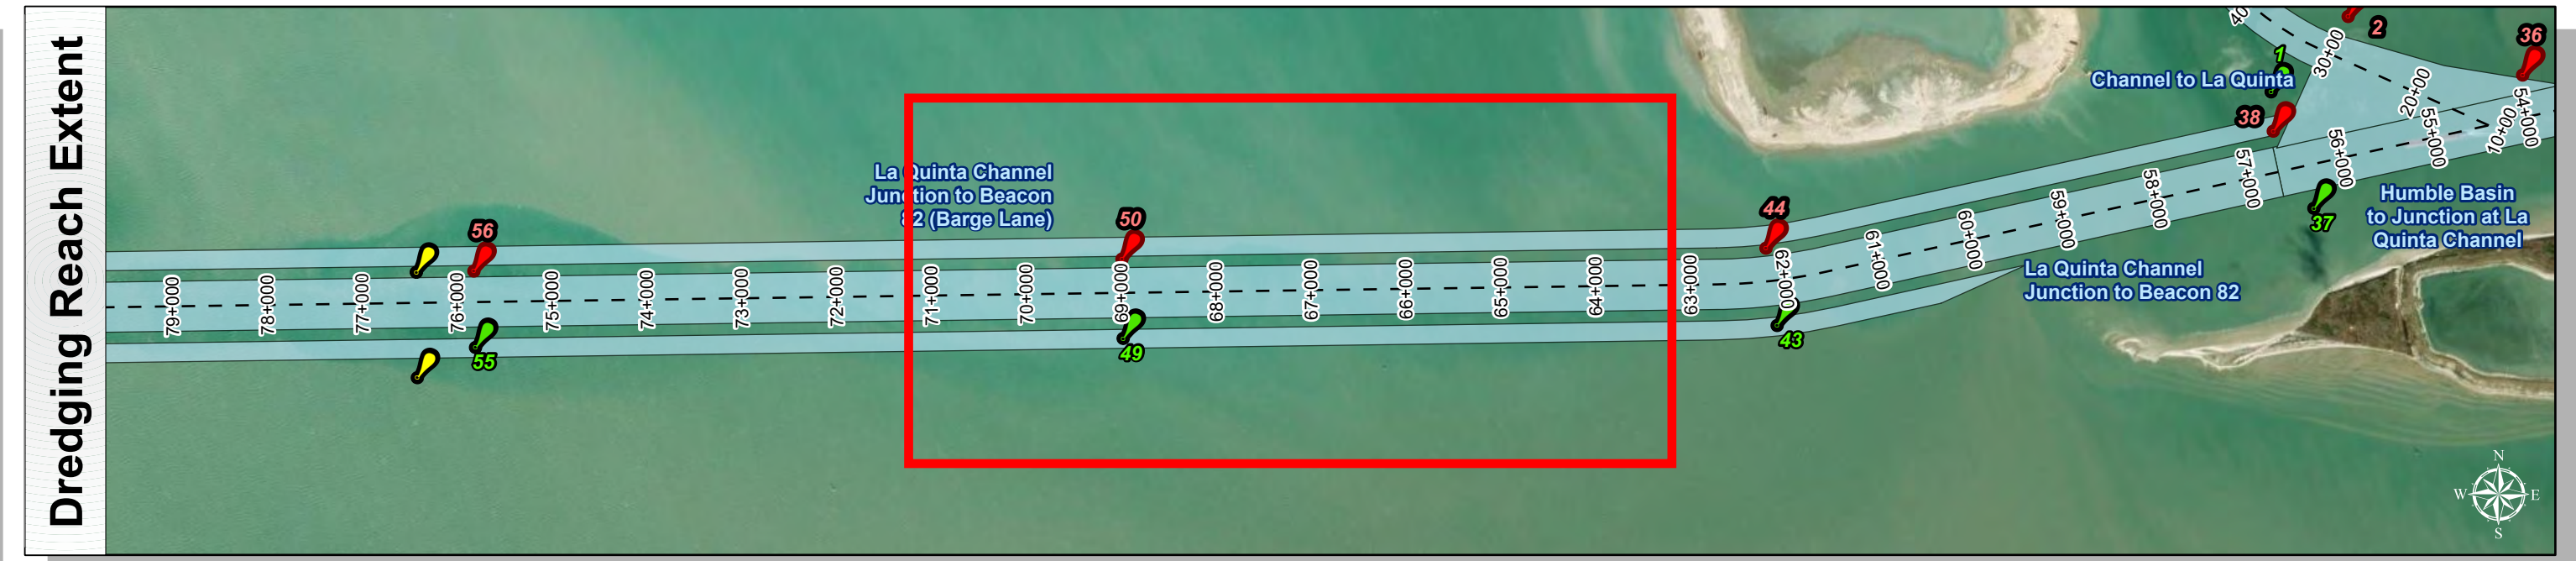 Dredging Reach Extent
40
30+00
2
36
1
Channel to La Quinta
20+00
54+000
38
55+000
10+00
56+000
57+000
La Quinta Channel
Junction to Beacon
82 (Barge Lane)
58+000
Humble Basin
to Junction at La
Quinta Channel
59+000
37
44
50
56
60+000
61+000
La Quinta Channel
Junction to Beacon 82
79+000
78+000
77+000
76+000
75+000
74+000
73+000
72+000
71+000
70+000
69+000
68+000
67+000
66+000
65+000
64+000
63+000
62+000
55
49
43
N
W
E
S